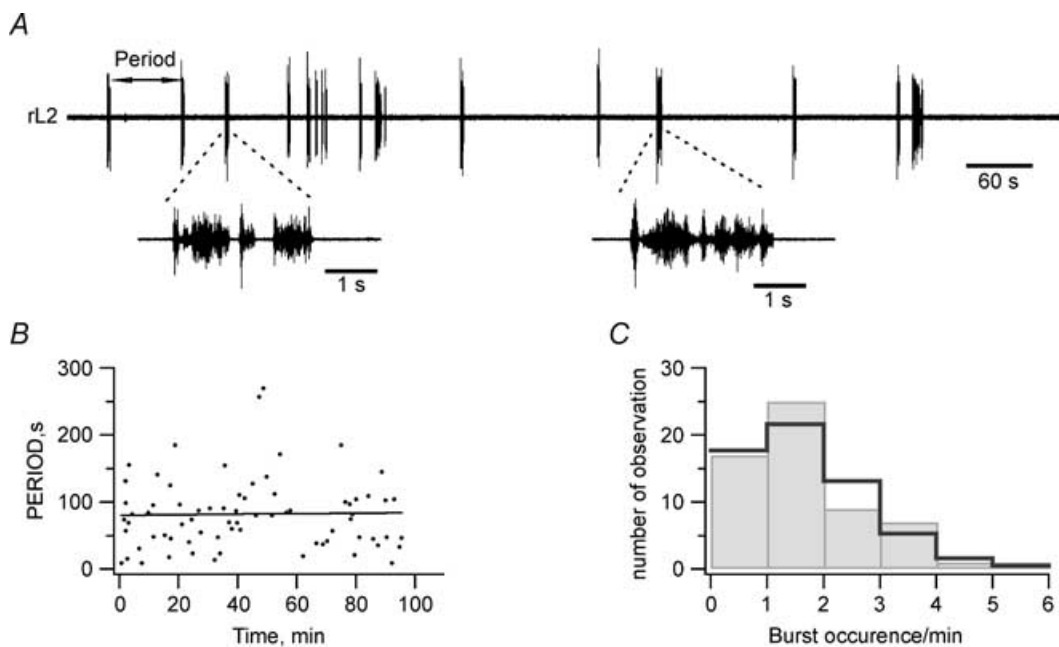 A
Period
rL2
60 s
1 s
1 s
B
300
200
100
0
PERIOD,s
0 20 40 60 80 100
Time, min
C
30
20
10
0
number of observation
0 1 2 3 4 5 6
Burst occurence/min